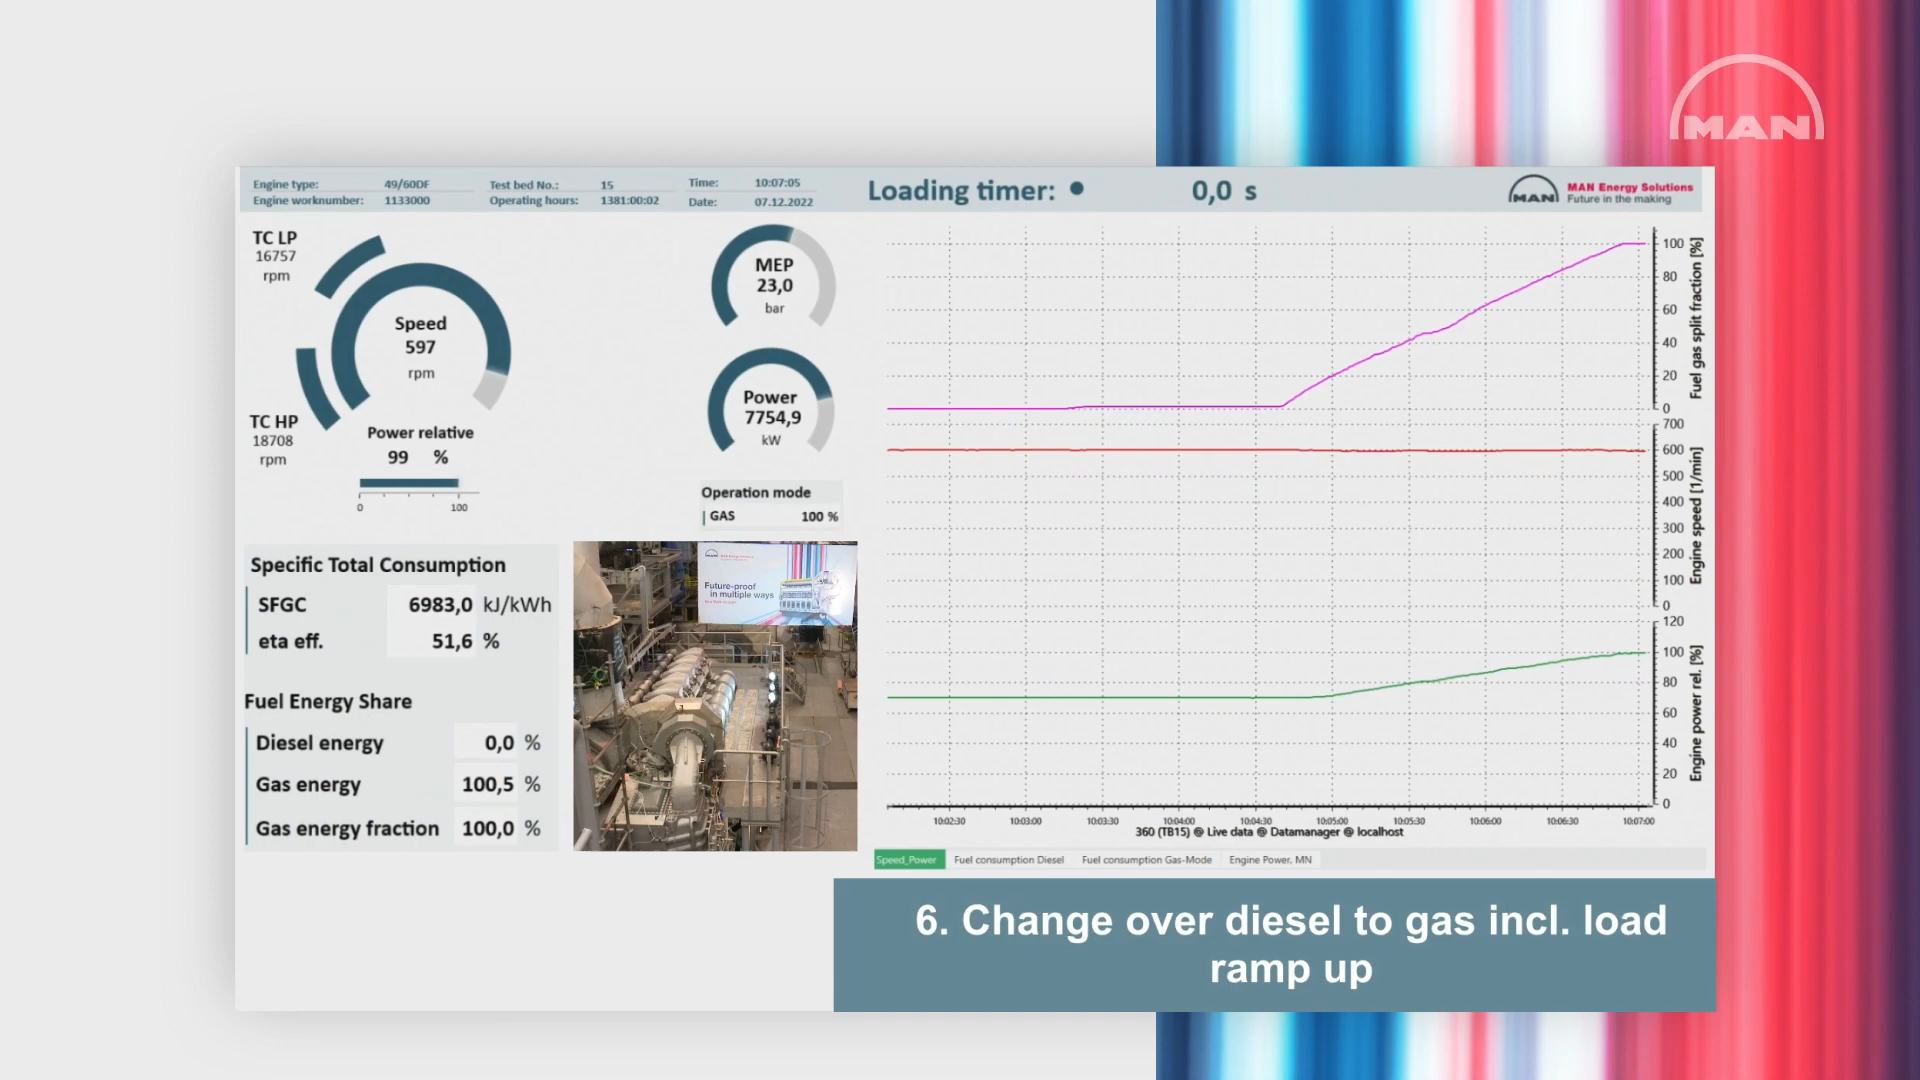 MAN
Engine type: 49/60DF Test bed No.: 15 Time: 10:07:05
Engine worknumber: 1133000 Operating hours: 1381:00:02 Date: 07.12.2022
Loading timer: 0,0 s
MAN
MAN Energy Solutions
Future in the making
TC LP
16757
rpm
Speed
597
rpm
TC HP
18708
rpm
Power relative
99 %
0 100
MEP
23,0
bar
Power
7754,9
kW
Operation mode
GAS 100 %
Specific Total Consumption
SFGC 6983,0 kJ/kWh
eta eff. 51,6 %
Fuel Energy Share
Diesel energy 0,0 %
Gas energy 100,5 %
Gas energy fraction 100,0 %
Future-proof
in multiple ways
100
80
60
40
20
0
Fuel gas split fraction [%]
700
600
500
400
300
200
100
0
Engine speed [1/min]
120
100
80
60
40
20
0
Engine power rel. [%]
10:02:30 10:03:00 10:03:30 10:04:00 10:04:30 10:05:00 10:05:30 10:06:00 10:06:30 10:07:00
360 (TB15) @ Live data @ Datamanager @ localhost
Speed_Power Fuel consumption Diesel Fuel consumption Gas-Mode Engine Power, MN
6. Change over diesel to gas incl. load
ramp up